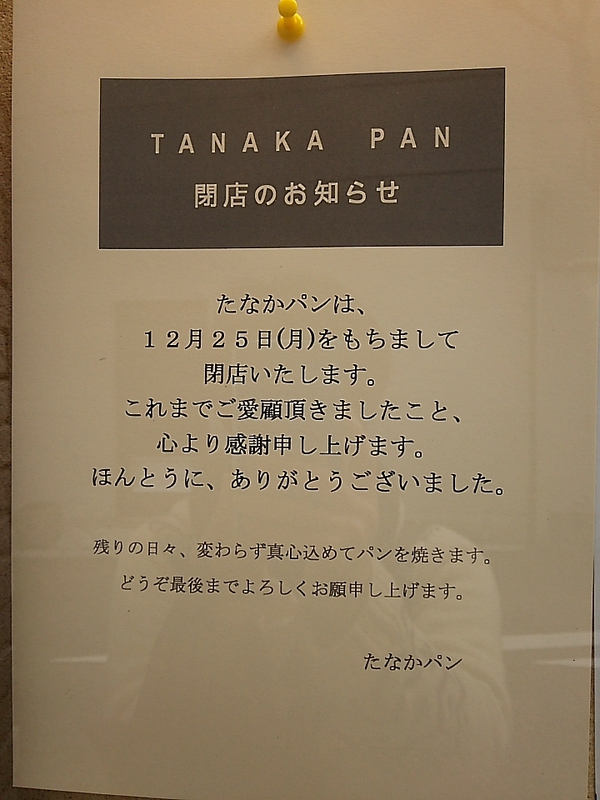 TANAKA PAN
閉店のお知らせ
たなかパンは、
１２月２５日(月)をもちまして
閉店いたします。
これまでご愛顧頂きましたこと、
心より感謝申し上げます。
ほんとうに、ありがとうございました。
残りの日々、変わらず真心込めてパンを焼きます。
どうぞ最後までよろしくお願申し上げます。
たなかパン